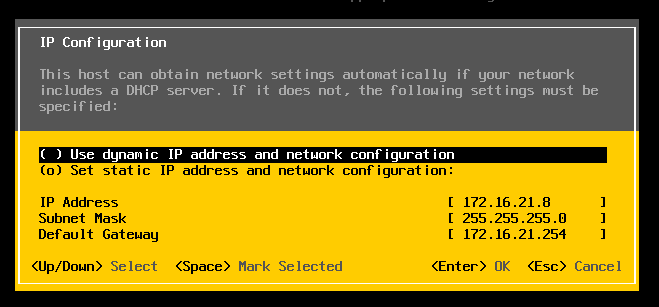 IP Configuration
This host can obtain network settings automatically if your network
includes a DHCP server. If it does not, the following settings must be
specified:
( ) Use dynamic IP address and network configuration
(o) Set static IP address and network configuration:
IP Address [ 172.16.21.8 ]
Subnet Mask [ 255.255.255.0 ]
Default Gateway [ 172.16.21.254 ]
<Up/Down> Select <Space> Mark Selected <Enter> OK <Esc> Cancel